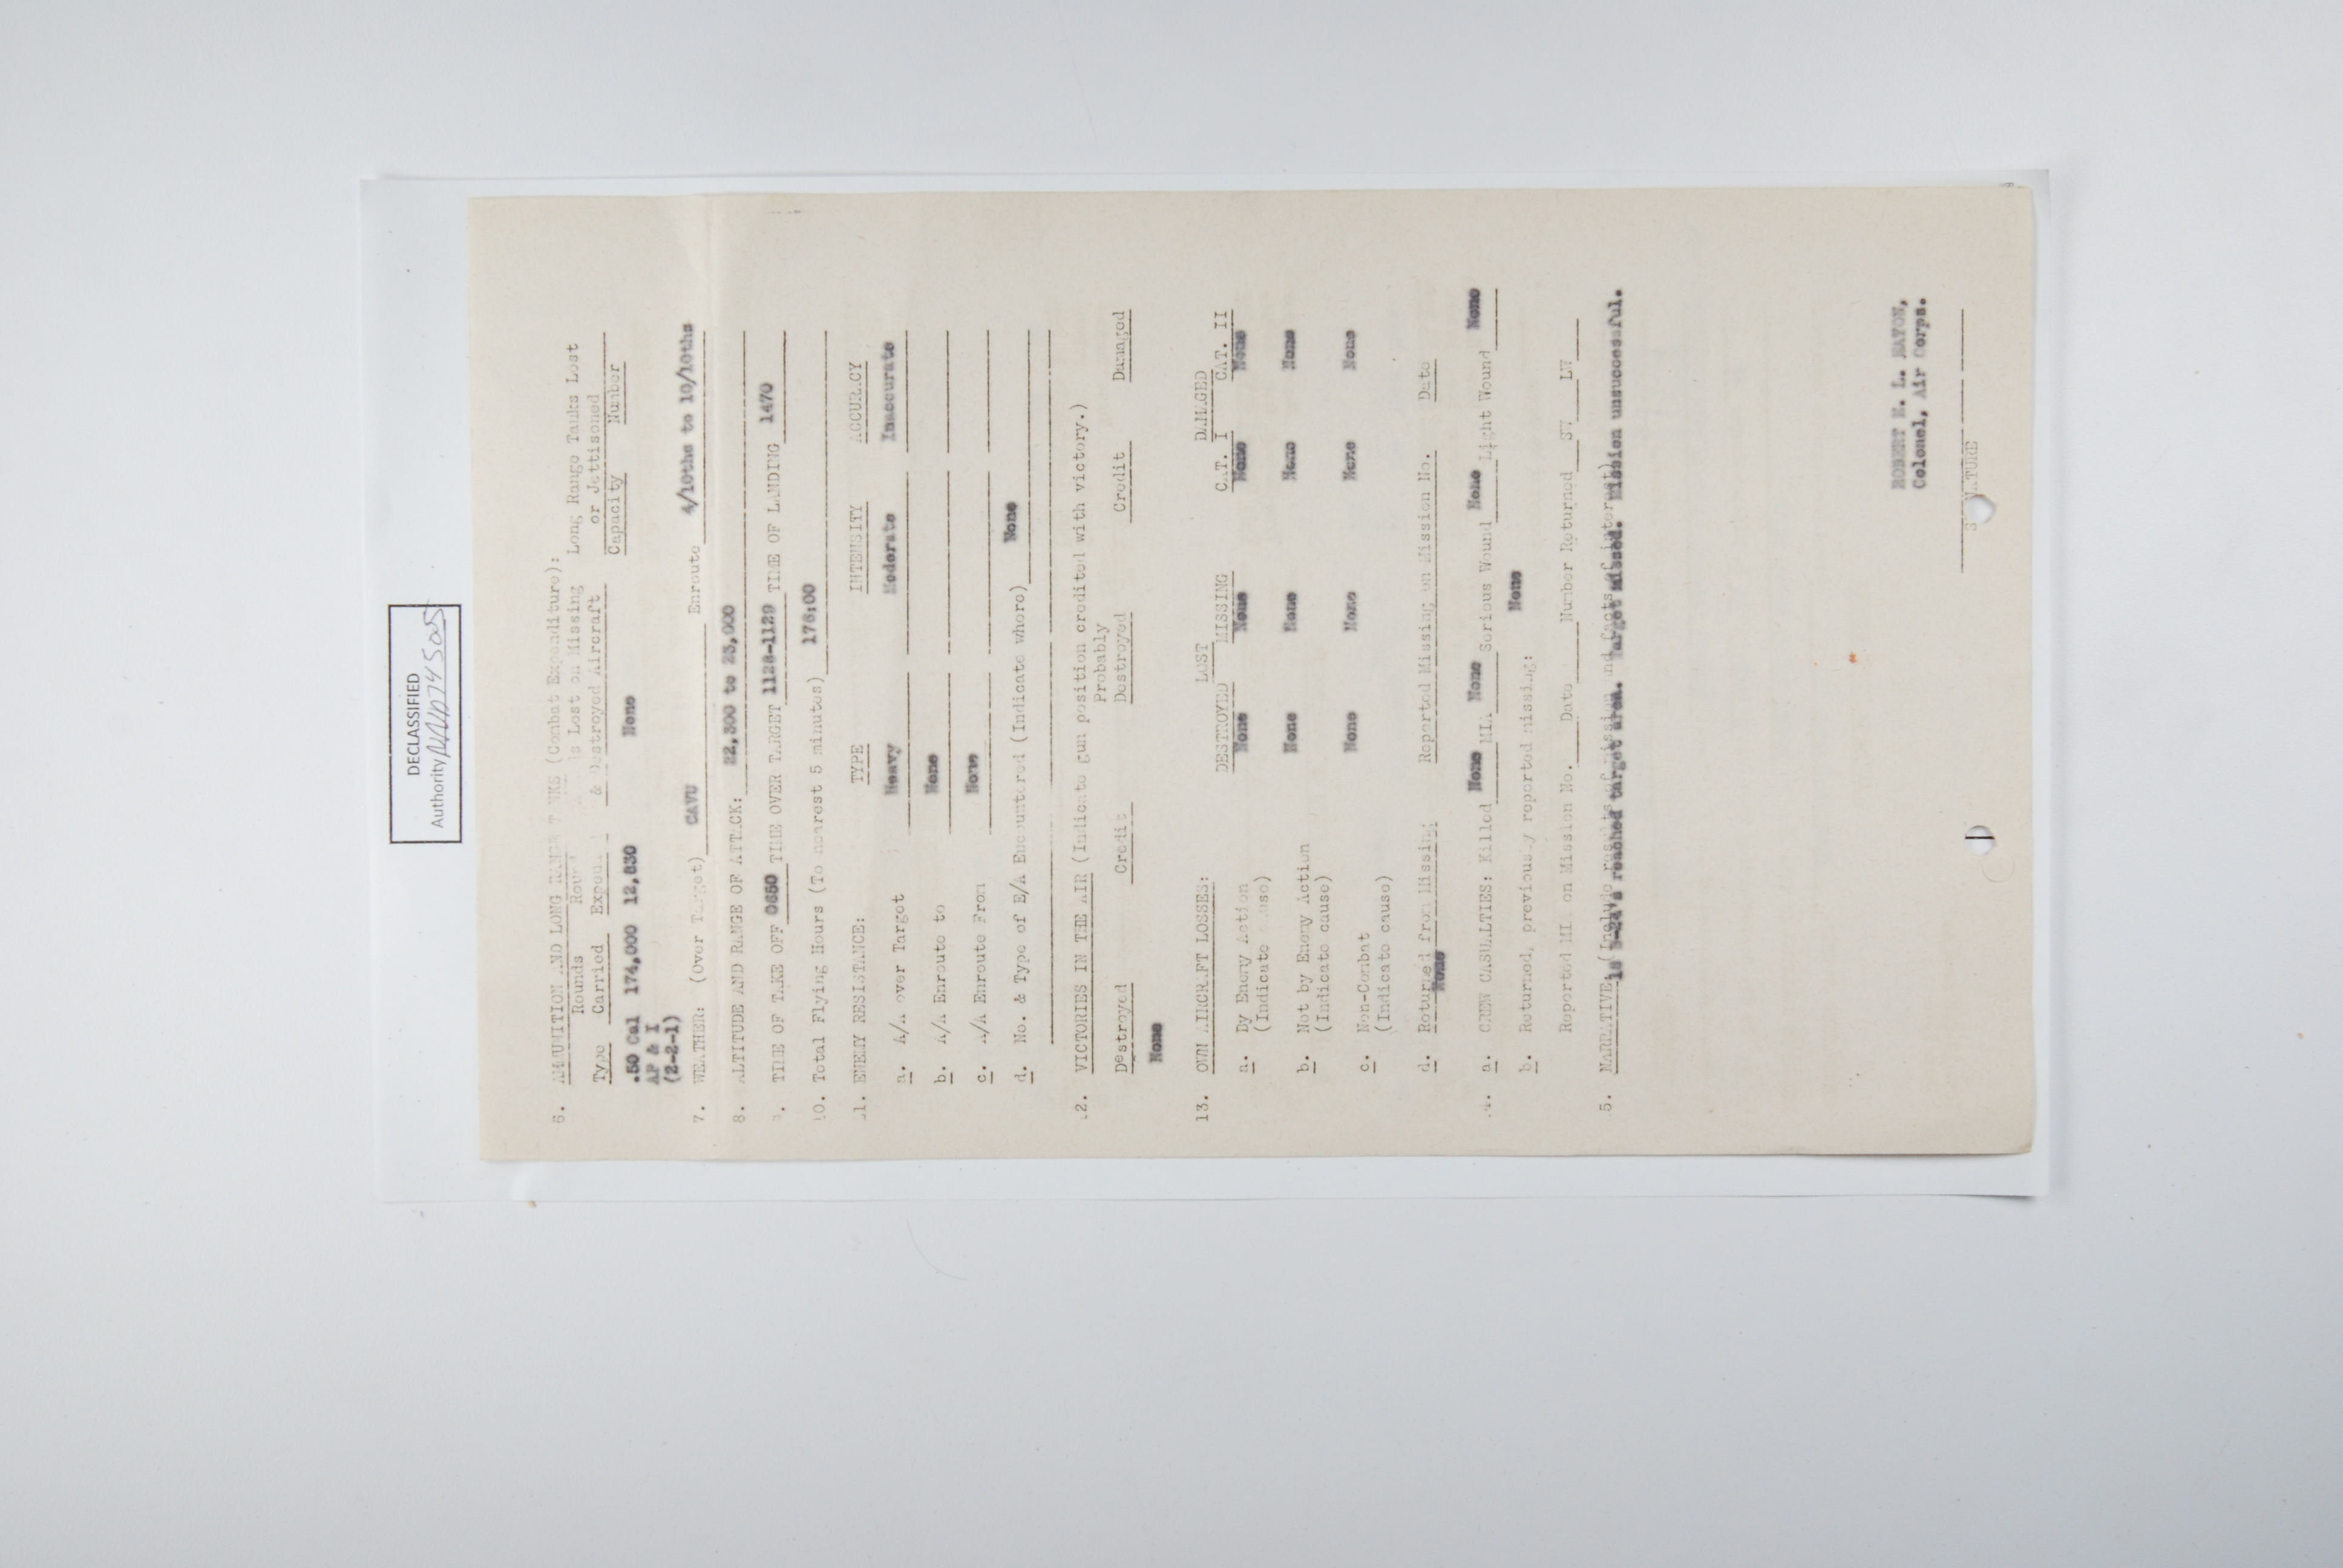 DECLASSIFIED
Authority NND745005
6. AMMUNITION AND LONG RANGE TANKS (Combat Expenditure):
Rounds Lost on Missing Long Range Tanks Lost
Type Rounds Carried Expended & Destroyed Aircraft or Jettisoned
Capacity Number
.50 Cal 174,000 12,830 None
AP & I
(2-2-1)
7. WEATHER: (Over Target) CAVU Enroute 4/10ths to 10/10ths
8. ALTITUDE AND RANGE OF ATTACK: 22,300 to 23,000
9. TIME OF TAKE OFF 0650 TIME OVER TARGET 1128-1129 TIME OF LANDING 1470
10. Total Flying Hours (To nearest 5 minutes) 176:00
11. ENEMY RESISTANCE: TYPE INTENSITY ACCURACY
a. A/A over Target Heavy Moderate Inaccurate
b. A/A Enroute to None
c. A/A Enroute From None
d. No. & Type of E/A Encountered (Indicate where) None
12. VICTORIES IN THE AIR (Indicate gun position credited with victory.)
Probably
Destroyed Credit Destroyed Credit Damaged
None
13. OWN AIRCRAFT LOSSES: LOST DAMAGED
DESTROYED MISSING CAT. I CAT. II
a. By Enemy Action None None None None
(Indicate cause)
b. Not by Enemy Action None None None None
(Indicate cause)
c. Non-Combat None None None None
(Indicate cause)
d. Returned from Missing Reported Missing on Mission No. Date
None
14. a. CREW CASUALTIES: Killed None MIA None Serious Wound None Light Wound None
b. Returned, previously reported missing: None
Reported MIA on Mission No. Date Number Returned SW LW
15. NARRATIVE: (Include results of mission and facts of interest)
18 B-24's reached target area. Target missed. Mission unsuccessful.
ROBERT E. L. EATON,
Colonel, Air Corps.
SIGNATURE